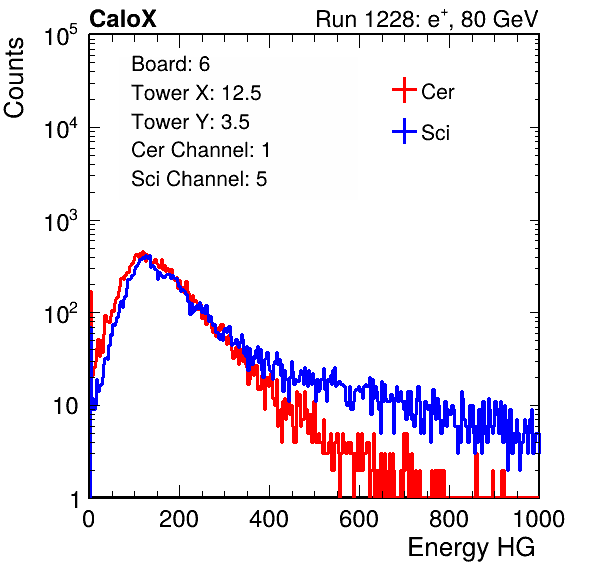 CaloX Run 1228: e⁺, 80 GeV
Counts
Board: 6
Tower X: 12.5
Tower Y: 3.5
Cer Channel: 1
Sci Channel: 5
Cer
Sci
10⁵
10⁴
10³
10²
10
1
0 200 400 600 800 1000
Energy HG